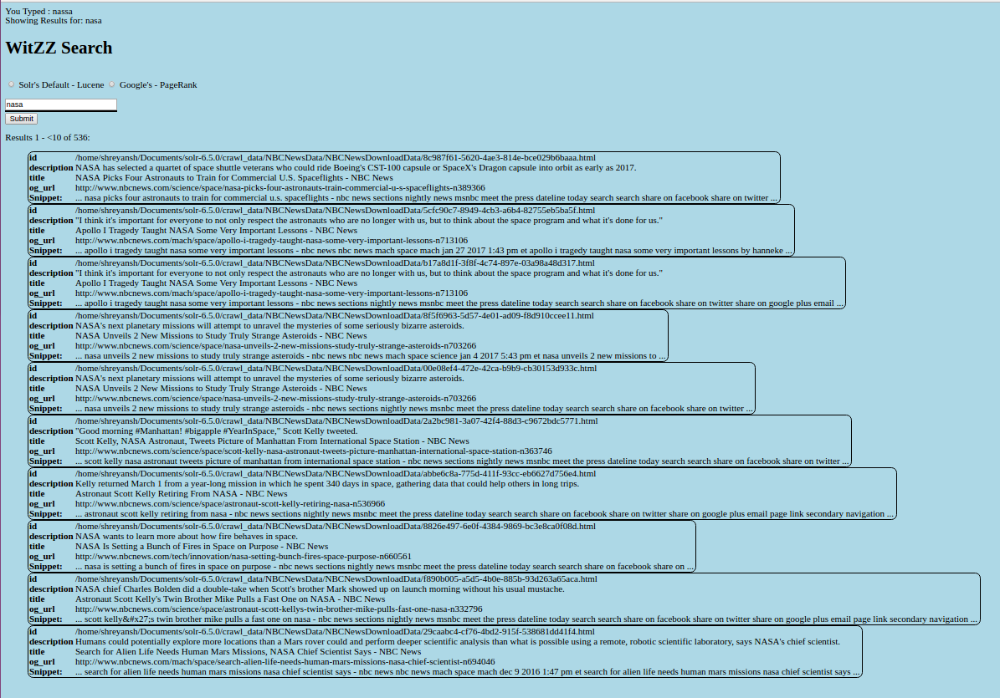 You Typed : nassa
Showing Results for: nasa
WitZZ Search
Solr's Default - Lucene Google's - PageRank
nasa
Submit
Results 1 - <10 of 536:
id /home/shreyansh/Documents/solr-6.5.0/crawl_data/NBCNewsData/NBCNewsDownloadData/8c987f61-5620-4ae3-814e-bce029b6baaa.html
description NASA has selected a quartet of space shuttle veterans who could ride Boeing's CST-100 capsule or SpaceX's Dragon capsule into orbit as early as 2017.
title NASA Picks Four Astronauts to Train for Commercial U.S. Spaceflights - NBC News
og_url http://www.nbcnews.com/science/space/nasa-picks-four-astronauts-train-commercial-u-s-spaceflights-n389366
Snippet: ... nasa picks four astronauts to train for commercial u.s. spaceflights - nbc news sections nightly news msnbc meet the press dateline today search search share on facebook share on twitter ...
id /home/shreyansh/Documents/solr-6.5.0/crawl_data/NBCNewsData/NBCNewsDownloadData/5cfc90c7-8949-4cb3-a6b4-82755eb5ba5f.html
description "I think it's important for everyone to not only respect the astronauts who are no longer with us, but to think about the space program and what it's done for us."
title Apollo I Tragedy Taught NASA Some Very Important Lessons - NBC News
og_url http://www.nbcnews.com/mach/space/apollo-i-tragedy-taught-nasa-some-very-important-lessons-n713106
Snippet: ... apollo i tragedy taught nasa some very important lessons - nbc news nbc news mach space mach jan 27 2017 1:43 pm et apollo i tragedy taught nasa some very important lessons by hanneke ...
id /home/shreyansh/Documents/solr-6.5.0/crawl_data/NBCNewsData/NBCNewsDownloadData/b17a8d1f-3f8f-4c74-897e-03a98a48d317.html
description "I think it's important for everyone to not only respect the astronauts who are no longer with us, but to think about the space program and what it's done for us."
title Apollo I Tragedy Taught NASA Some Very Important Lessons - NBC News
og_url http://www.nbcnews.com/mach/space/apollo-i-tragedy-taught-nasa-some-very-important-lessons-n713106
Snippet: ... apollo i tragedy taught nasa some very important lessons - nbc news sections nightly news msnbc meet the press dateline today search search share on facebook share on twitter share on google plus email ...
id /home/shreyansh/Documents/solr-6.5.0/crawl_data/NBCNewsData/NBCNewsDownloadData/8f5f6963-5d57-4e01-ad09-f8d910ccee11.html
description NASA's next planetary missions will attempt to unravel the mysteries of some seriously bizarre asteroids.
title NASA Unveils 2 New Missions to Study Truly Strange Asteroids - NBC News
og_url http://www.nbcnews.com/science/space/nasa-unveils-2-new-missions-study-truly-strange-asteroids-n703266
Snippet: ... nasa unveils 2 new missions to study truly strange asteroids - nbc news nbc news mach space science jan 4 2017 5:43 pm et nasa unveils 2 new missions to ...
id /home/shreyansh/Documents/solr-6.5.0/crawl_data/NBCNewsData/NBCNewsDownloadData/00e08ef4-472e-42ca-b9b9-cb30153d933c.html
description NASA's next planetary missions will attempt to unravel the mysteries of some seriously bizarre asteroids.
title NASA Unveils 2 New Missions to Study Truly Strange Asteroids - NBC News
og_url http://www.nbcnews.com/science/space/nasa-unveils-2-new-missions-study-truly-strange-asteroids-n703266
Snippet: ... nasa unveils 2 new missions to study truly strange asteroids - nbc news sections nightly news msnbc meet the press dateline today search search share on facebook share on twitter ...
id /home/shreyansh/Documents/solr-6.5.0/crawl_data/NBCNewsData/NBCNewsDownloadData/2a2bc981-3a07-42f4-88d3-c9672bdc5771.html
description "Good morning #Manhattan! #bigapple #YearInSpace," Scott Kelly tweeted.
title Scott Kelly, NASA Astronaut, Tweets Picture of Manhattan From International Space Station - NBC News
og_url http://www.nbcnews.com/science/space/scott-kelly-nasa-astronaut-tweets-picture-manhattan-international-space-station-n363746
Snippet: ... scott kelly nasa astronaut tweets picture of manhattan from international space station - nbc news sections nightly news msnbc meet the press dateline today search search share on facebook share on twitter ...
id /home/shreyansh/Documents/solr-6.5.0/crawl_data/NBCNewsData/NBCNewsDownloadData/abbe6c8a-775d-411f-93cc-eb6627d756e4.html
description Kelly returned March 1 from a year-long mission in which he spent 340 days in space, gathering data that could help others in long trips.
title Astronaut Scott Kelly Retiring From NASA - NBC News
og_url http://www.nbcnews.com/science/space/astronaut-scott-kelly-retiring-nasa-n536966
Snippet: ... astronaut scott kelly retiring from nasa - nbc news sections nightly news msnbc meet the press dateline today search search share on facebook share on twitter share on google plus email page link secondary navigation ...
id /home/shreyansh/Documents/solr-6.5.0/crawl_data/NBCNewsData/NBCNewsDownloadData/8826e497-6e0f-4384-9869-bc3e8ca0f08d.html
description NASA wants to learn more about how fire behaves in space.
title NASA Is Setting a Bunch of Fires in Space on Purpose - NBC News
og_url http://www.nbcnews.com/tech/innovation/nasa-setting-bunch-fires-space-purpose-n660561
Snippet: ... nasa is setting a bunch of fires in space on purpose - nbc news sections nightly news msnbc meet the press dateline today search search share on facebook share on ...
id /home/shreyansh/Documents/solr-6.5.0/crawl_data/NBCNewsData/NBCNewsDownloadData/f890b005-a5d5-4b0e-885b-93d263a65aca.html
description NASA chief Charles Bolden did a double-take when Scott's brother Mark showed up on launch morning without his usual mustache.
title Astronaut Scott Kelly's Twin Brother Mike Pulls a Fast One on NASA - NBC News
og_url http://www.nbcnews.com/science/space/astronaut-scott-kellys-twin-brother-mike-pulls-fast-one-nasa-n332796
Snippet: ... scott kelly&#x27;s twin brother mike pulls a fast one on nasa - nbc news sections nightly news msnbc meet the press dateline today search search share on facebook share on twitter share on google plus email page link secondary navigation ...
id /home/shreyansh/Documents/solr-6.5.0/crawl_data/NBCNewsData/NBCNewsDownloadData/29caabc4-cf76-4bd2-915f-538681dd41f4.html
description Humans could potentially explore more locations than a Mars rover could and perform deeper scientific analysis than what is possible using a remote, robotic scientific laboratory, says NASA's chief scientist.
title Search for Alien Life Needs Human Mars Missions, NASA Chief Scientist Says - NBC News
og_url http://www.nbcnews.com/mach/space/search-alien-life-needs-human-mars-missions-nasa-chief-scientist-n694046
Snippet: ... search for alien life needs human mars missions nasa chief scientist says - nbc news nbc news mach space mach dec 9 2016 1:47 pm et search for alien life needs human mars missions nasa chief scientist says ...